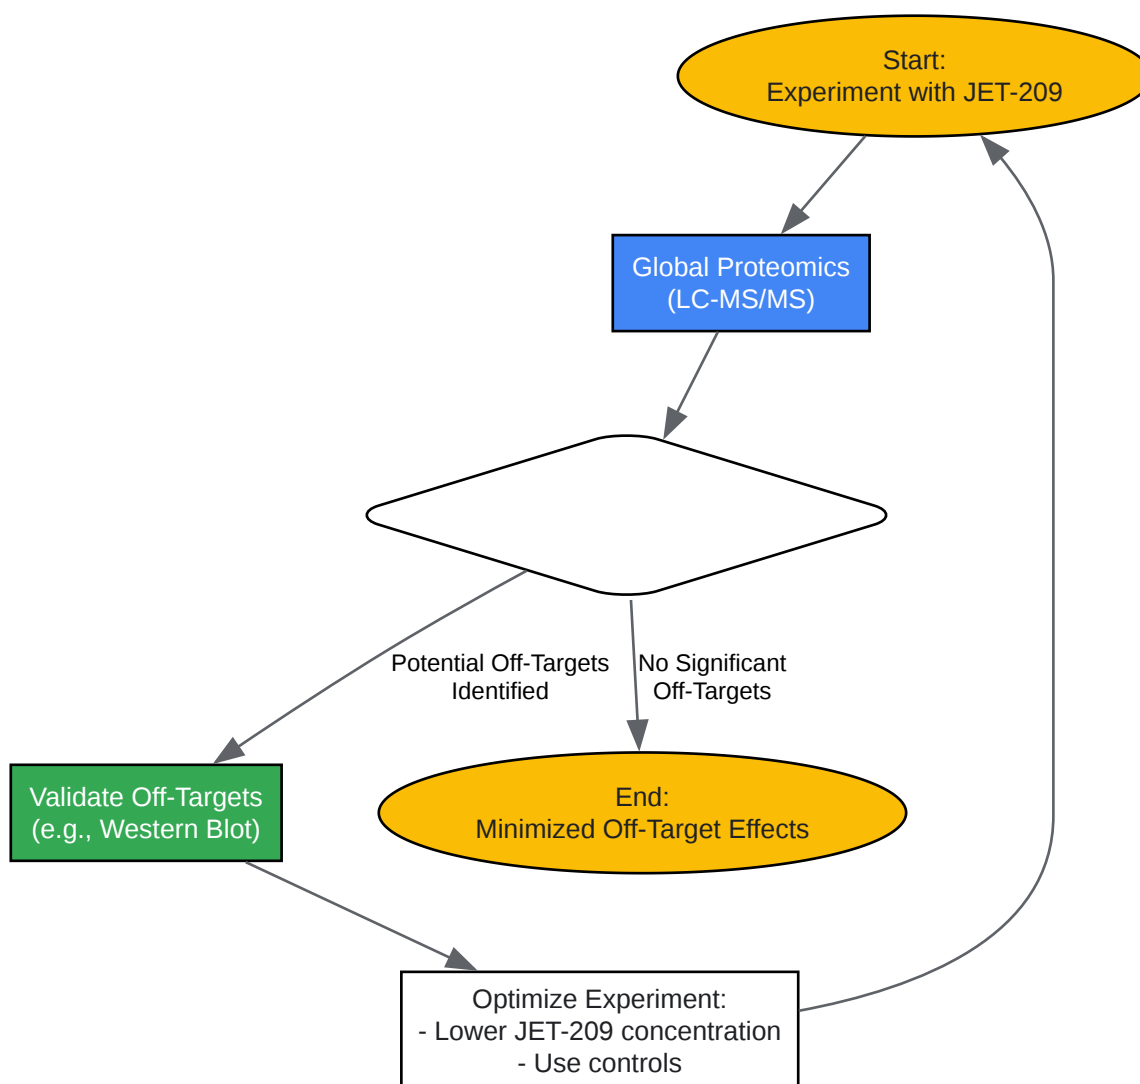 Start:
Experiment with JET-209
Global Proteomics
(LC-MS/MS)
Potential Off-Targets
Identified
No Significant
Off-Targets
Validate Off-Targets
(e.g., Western Blot)
End:
Minimized Off-Target Effects
Optimize Experiment:
- Lower JET-209 concentration
- Use controls